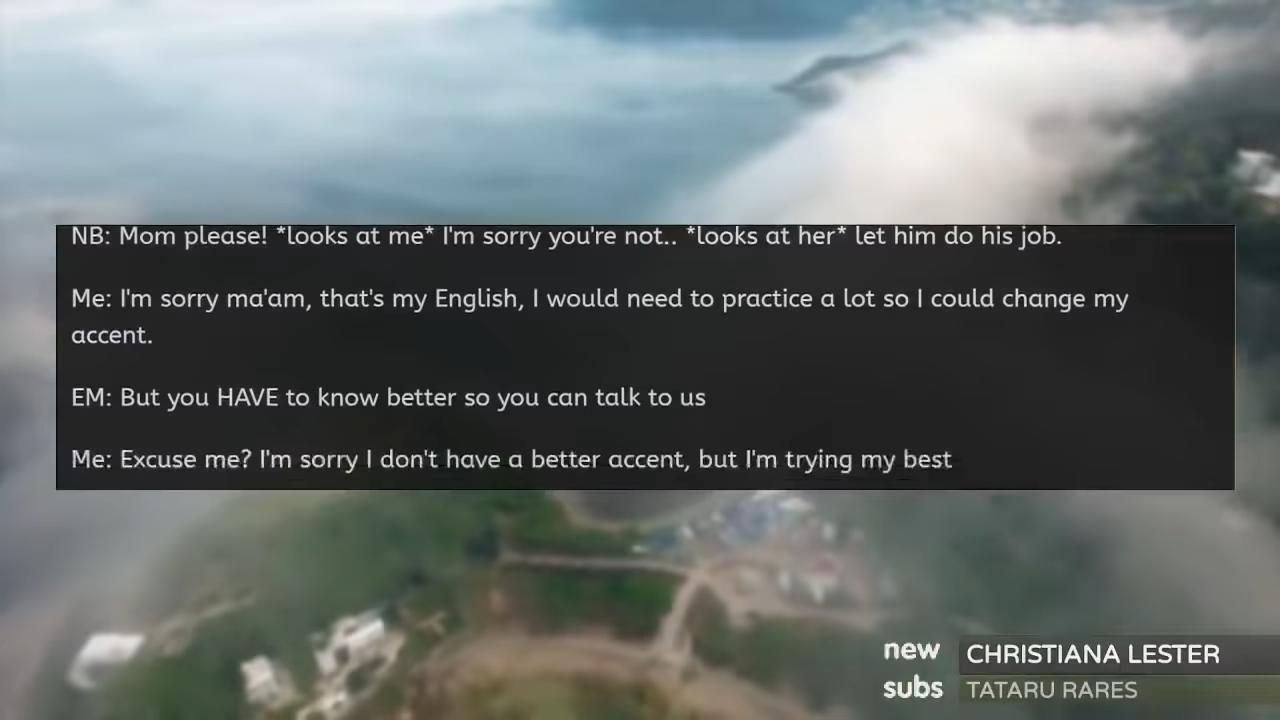 NB: Mom please! *looks at me* I'm sorry you're not.. *looks at her* let him do his job.
Me: I'm sorry ma'am, that's my English, I would need to practice a lot so I could change my
accent.
EM: But you HAVE to know better so you can talk to us
Me: Excuse me? I'm sorry I don't have a better accent, but I'm trying my best
new
CHRISTIANA LESTER
subs
TATARU RARES